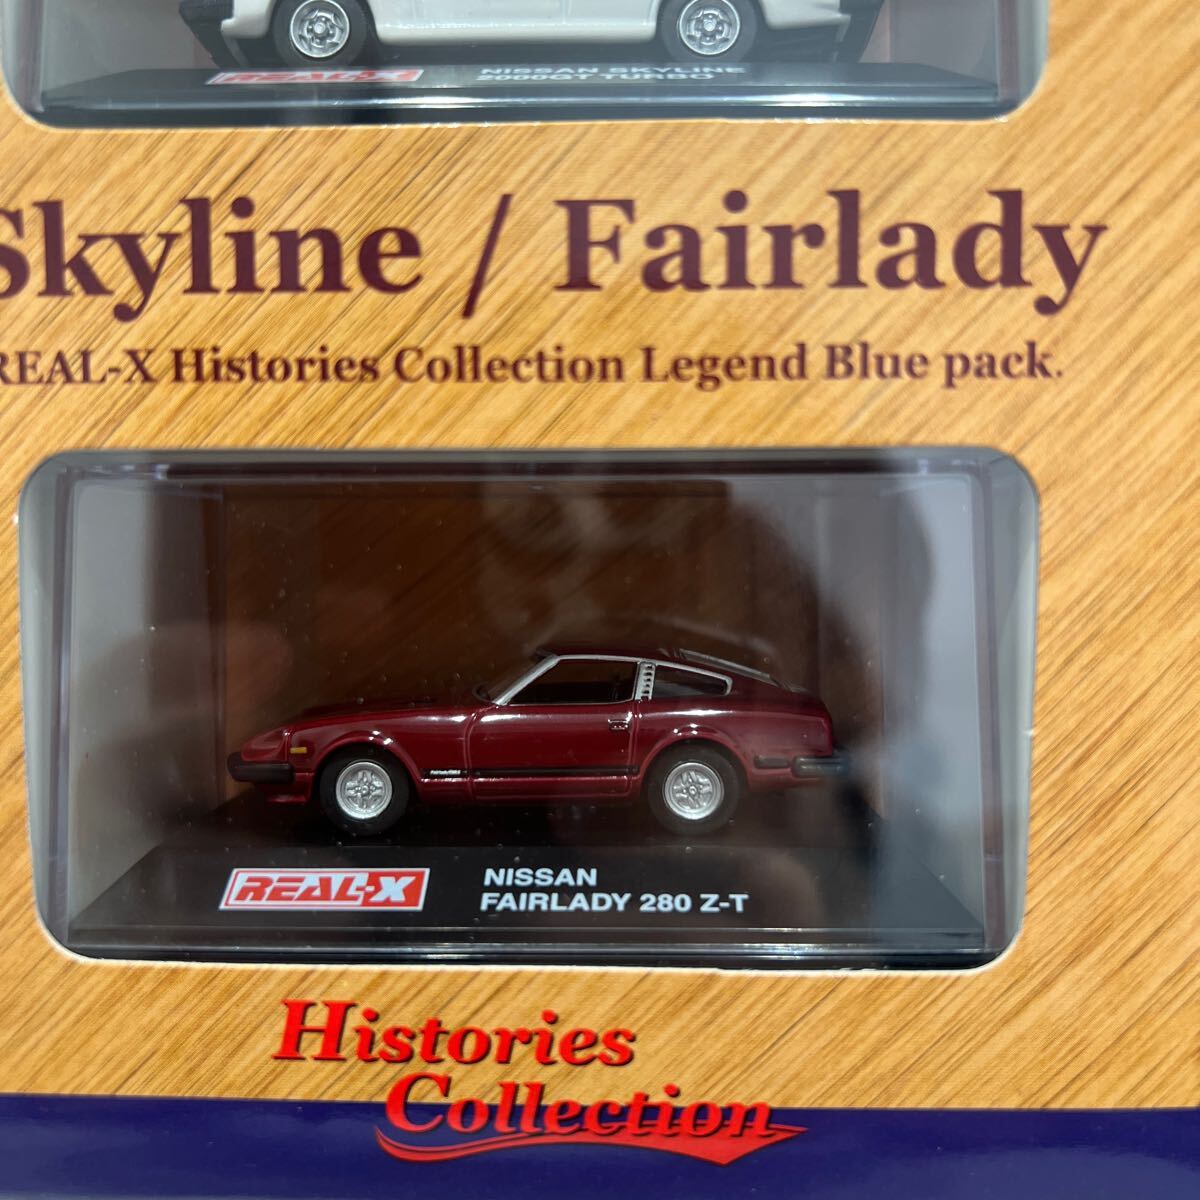 REAL-X
NISSAN SKYLINE
2000GT TURBO
Skyline / Fairlady
REAL-X Histories Collection Legend Blue pack.
REAL-X
NISSAN
FAIRLADY 280 Z-T
Histories
Collection